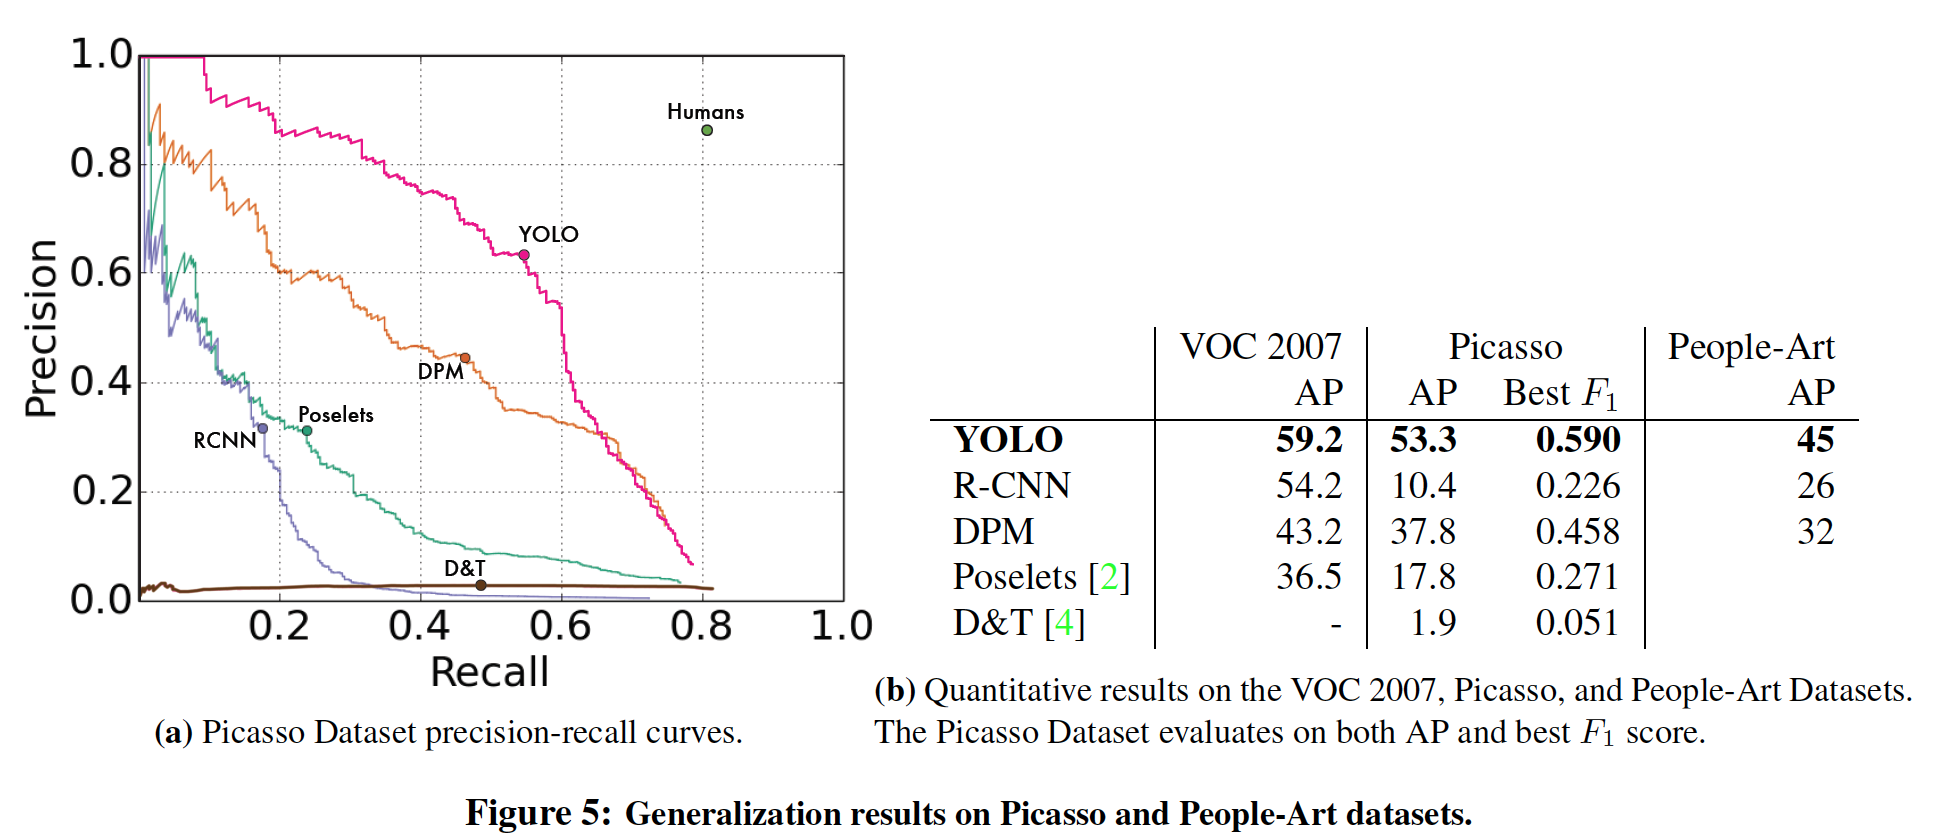 1.0
0.8
0.6
0.4
0.2
0.0
0.2 0.4 0.6 0.8 1.0
Precision
Recall
Humans
YOLO
DPM
Poselets
RCNN
D&T
(a) Picasso Dataset precision-recall curves.
VOC 2007 Picasso People-Art
AP AP Best F1 AP
YOLO 59.2 53.3 0.590 45
R-CNN 54.2 10.4 0.226 26
DPM 43.2 37.8 0.458 32
Poselets [2] 36.5 17.8 0.271
D&T [4] - 1.9 0.051
(b) Quantitative results on the VOC 2007, Picasso, and People-Art Datasets.
The Picasso Dataset evaluates on both AP and best F1 score.
Figure 5: Generalization results on Picasso and People-Art datasets.